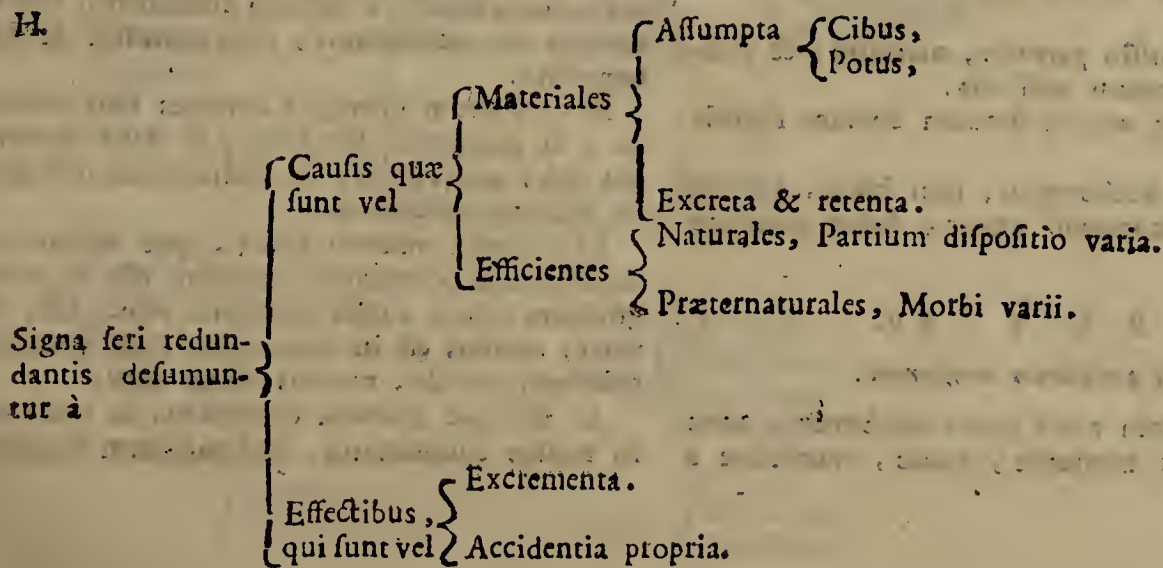 H.
Aſſumpta
Cibus,
Potus,
Materiales
Excreta & retenta.
Cauſis quæ
ſunt vel
Efficientes
Naturales, Partium diſpoſitio varia.
Præternaturales, Morbi varii.
Signa ſeri redun-
dantis deſumun-
tur à
Effectibus,
qui ſunt vel
Excrementa.
Accidentia propria.